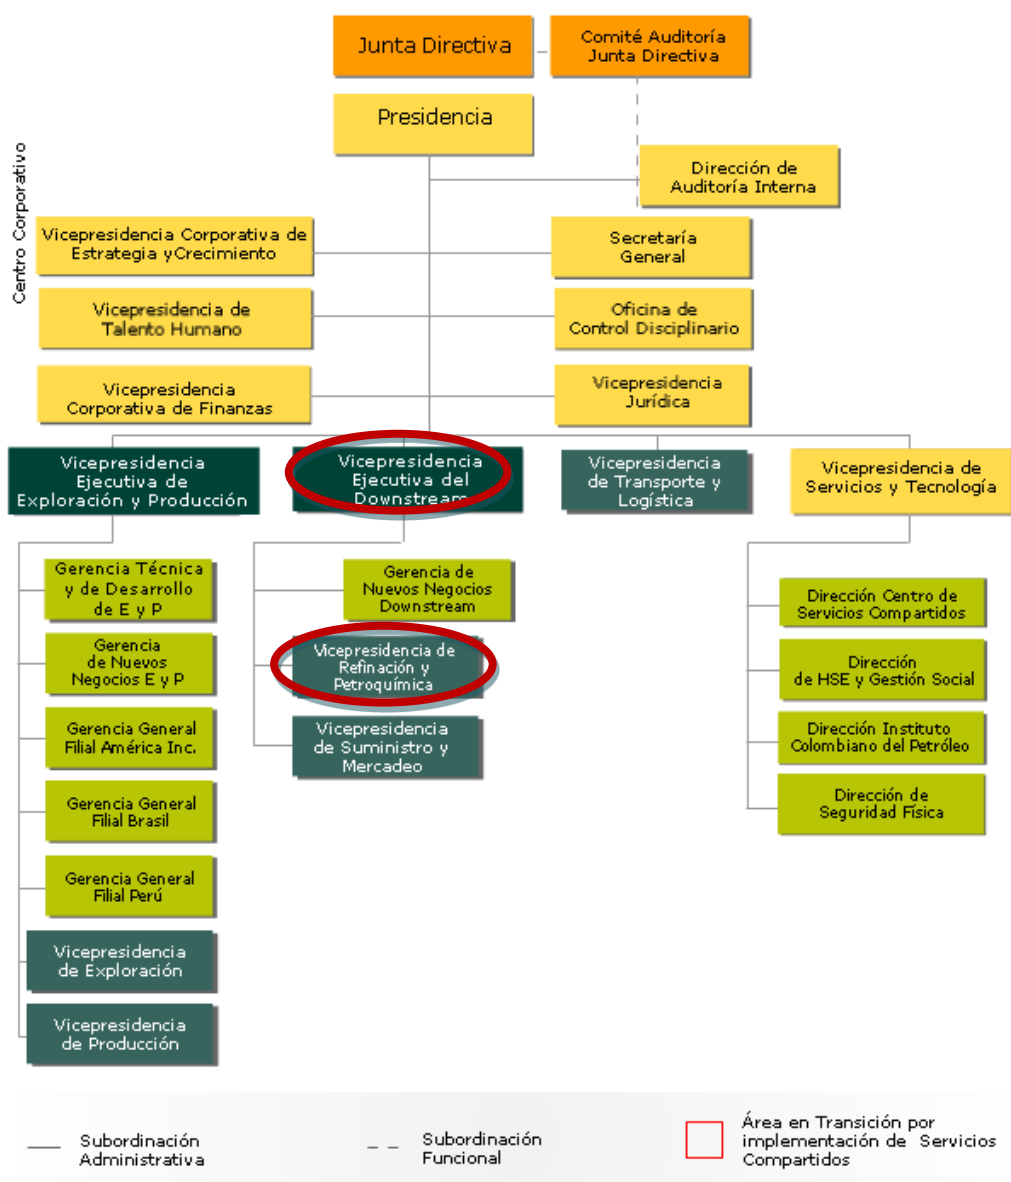 Junta Directiva
Comité Auditoría
Junta Directiva
Presidencia
Centro Corporativo
Dirección de
Auditoría Interna
Vicepresidencia Corporativa de
Estrategia yCrecimiento
Secretaría
General
Vicepresidencia de
Talento Humano
Oficina de
Control Disciplinario
Vicepresidencia
Corporativa de Finanzas
Vicepresidencia
Jurídica
Vicepresidencia
Ejecutiva de
Exploración y Producción
Vicepresidencia
Ejecutiva del
Downstream
Vicepresidencia
de Transporte y
Logística
Vicepresidencia de
Servicios y Tecnología
Gerencia Técnica
y de Desarrollo
de E y P
Gerencia
de Nuevos
Negocios E y P
Gerencia General
Filial América Inc.
Gerencia General
Filial Brasil
Gerencia General
Filial Perú
Vicepresidencia
de Exploración
Vicepresidencia
de Producción
Gerencia de
Nuevos Negocios
Downstream
Vicepresidencia de
Refinación y
Petroquímica
Vicepresidencia
de Suministro y
Mercadeo
Dirección Centro de
Servicios Compartidos
Dirección
de HSE y Gestión Social
Dirección Instituto
Colombiano del Petróleo
Dirección de
Seguridad Física
Subordinación
Administrativa
Subordinación
Funcional
Área en Transición por
implementación de Servicios
Compartidos